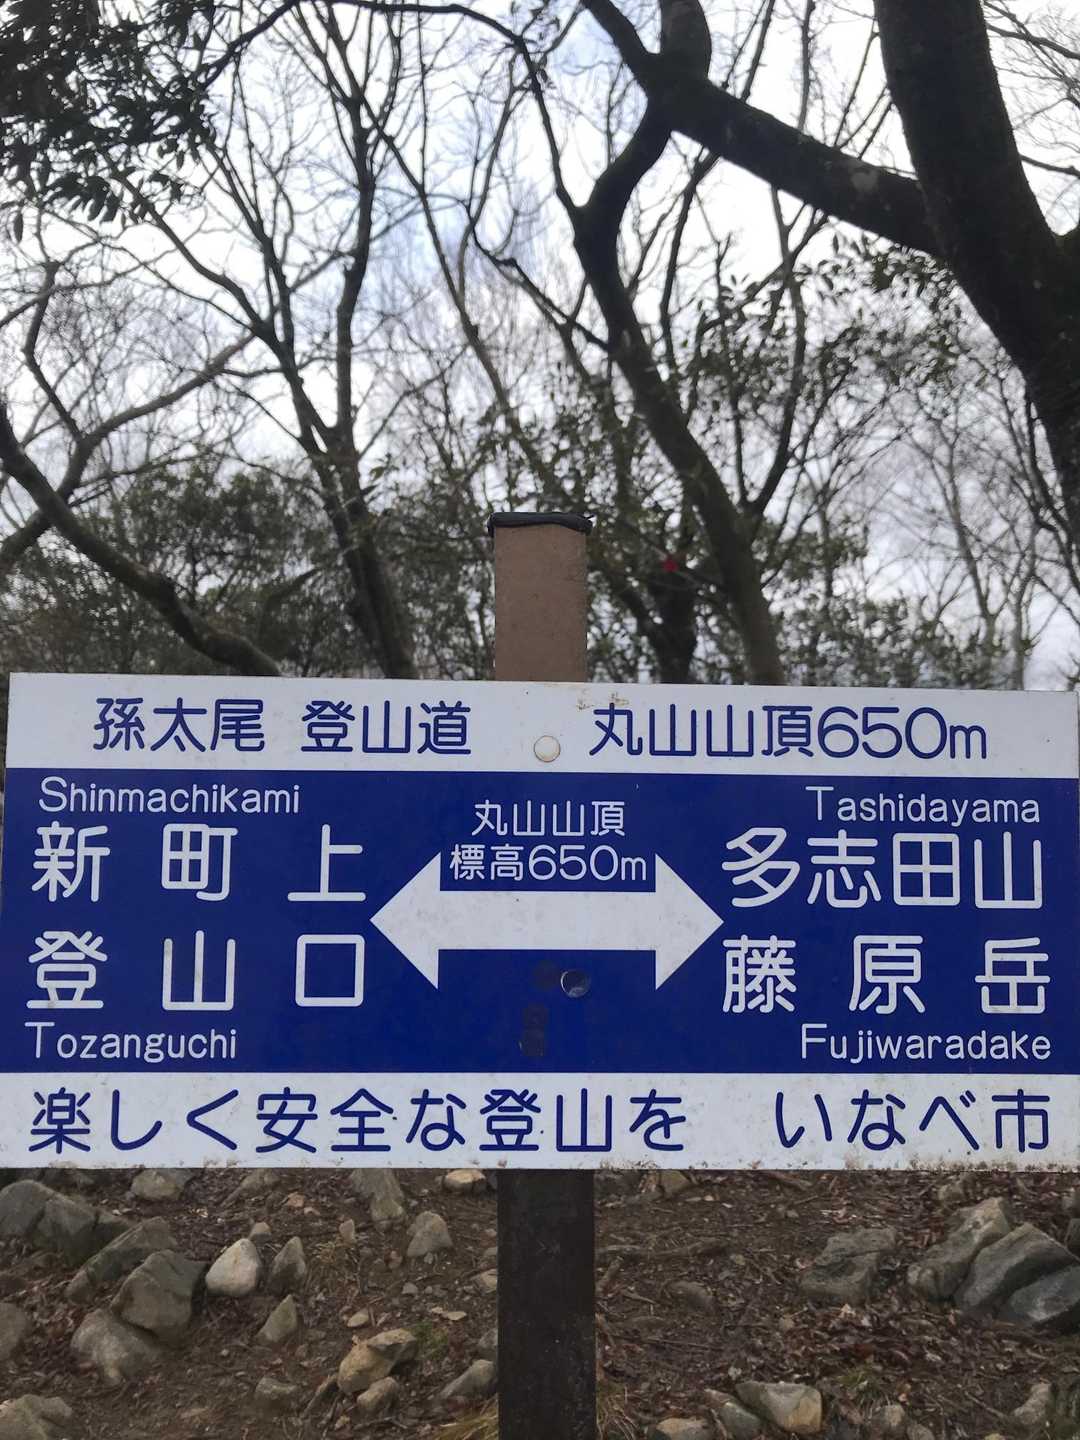 孫太尾 登山道 丸山山頂650m
Shinmachikami
新町上
登山口
Tozanguchi
丸山山頂
標高650m
Tashidayama
多志田山
藤原岳
Fujiwaradake
楽しく安全な登山を いなべ市